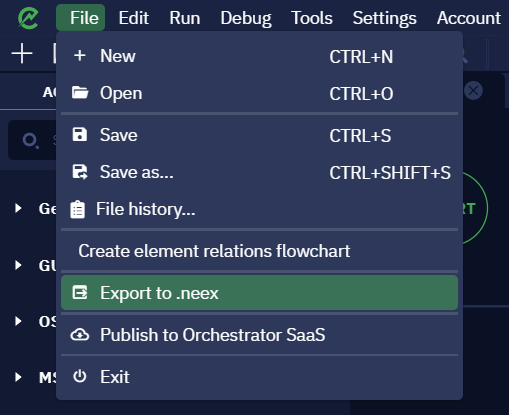 File Edit Run Debug Tools Settings Account
New CTRL+N
Open CTRL+O
Save CTRL+S
Save as... CTRL+SHIFT+S
File history...
Create element relations flowchart
Export to .neex
Publish to Orchestrator SaaS
Exit